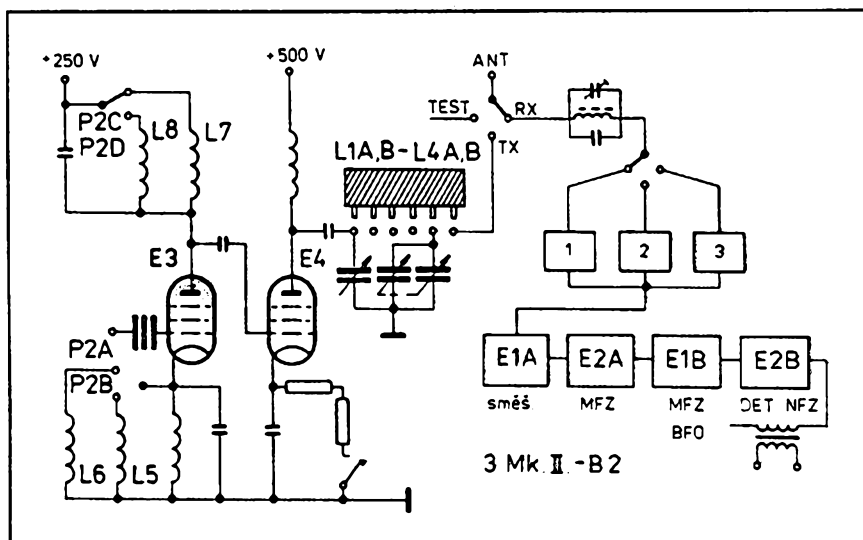 +250 V
+500 V
ANT
TEST
RX
TX
P2C
P2D
L8
L7
L1A,B-L4A,B
E3
E4
1
2
3
P2A
P2B
L6
L5
E1A
E2A
E1B
E2B
směš.
MFZ
MFZ
DET NFZ
BFO
3 Mk. II.-B2